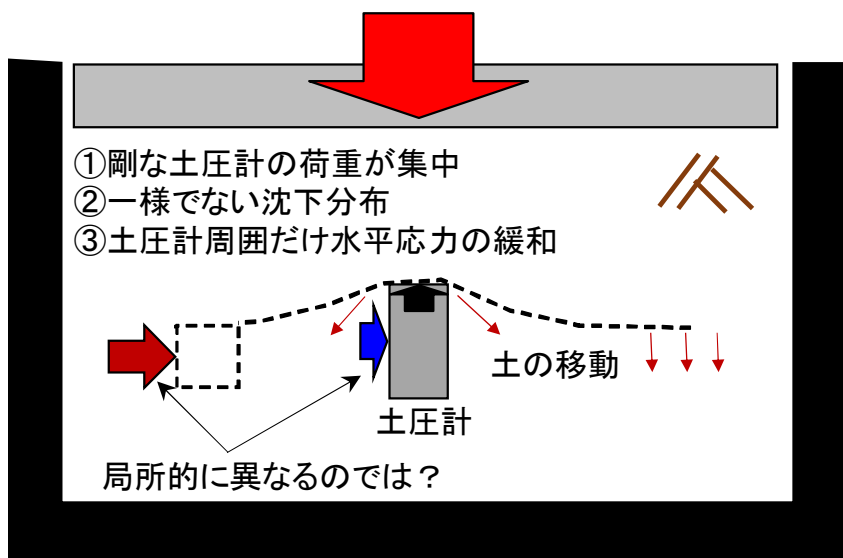 ①剛な土圧計の荷重が集中
②一様でない沈下分布
③土圧計周囲だけ水平応力の緩和
土の移動
土圧計
局所的に異なるのでは？